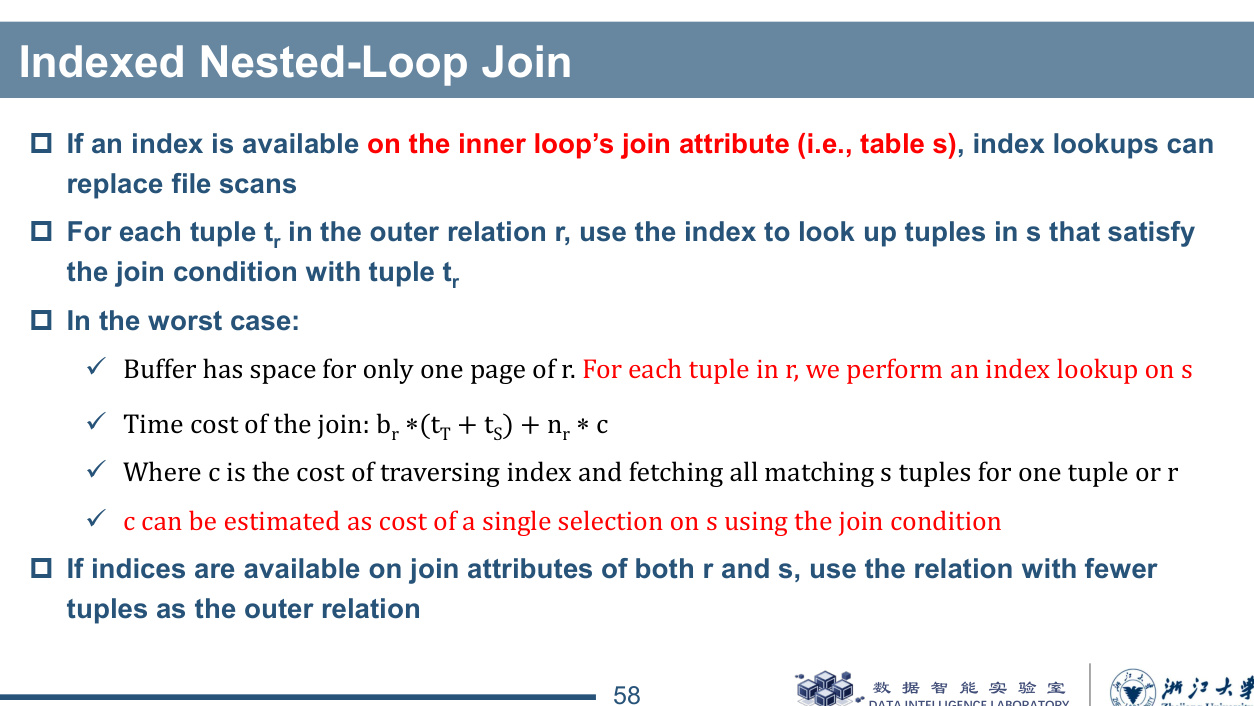 Indexed Nested-Loop Join
If an index is available on the inner loop’s join attribute (i.e., table s), index lookups can
replace file scans
For each tuple tr in the outer relation r, use the index to look up tuples in s that satisfy
the join condition with tuple tr
In the worst case:
✓ Buffer has space for only one page of r. For each tuple in r, we perform an index lookup on s
✓ Time cost of the join: br ∗(tT + tS) + nr ∗ c
✓ Where c is the cost of traversing index and fetching all matching s tuples for one tuple or r
✓ c can be estimated as cost of a single selection on s using the join condition
If indices are available on join attributes of both r and s, use the relation with fewer
tuples as the outer relation
58
数据智能实验室
DATA INTELLIGENCE LABORATORY
浙江大学